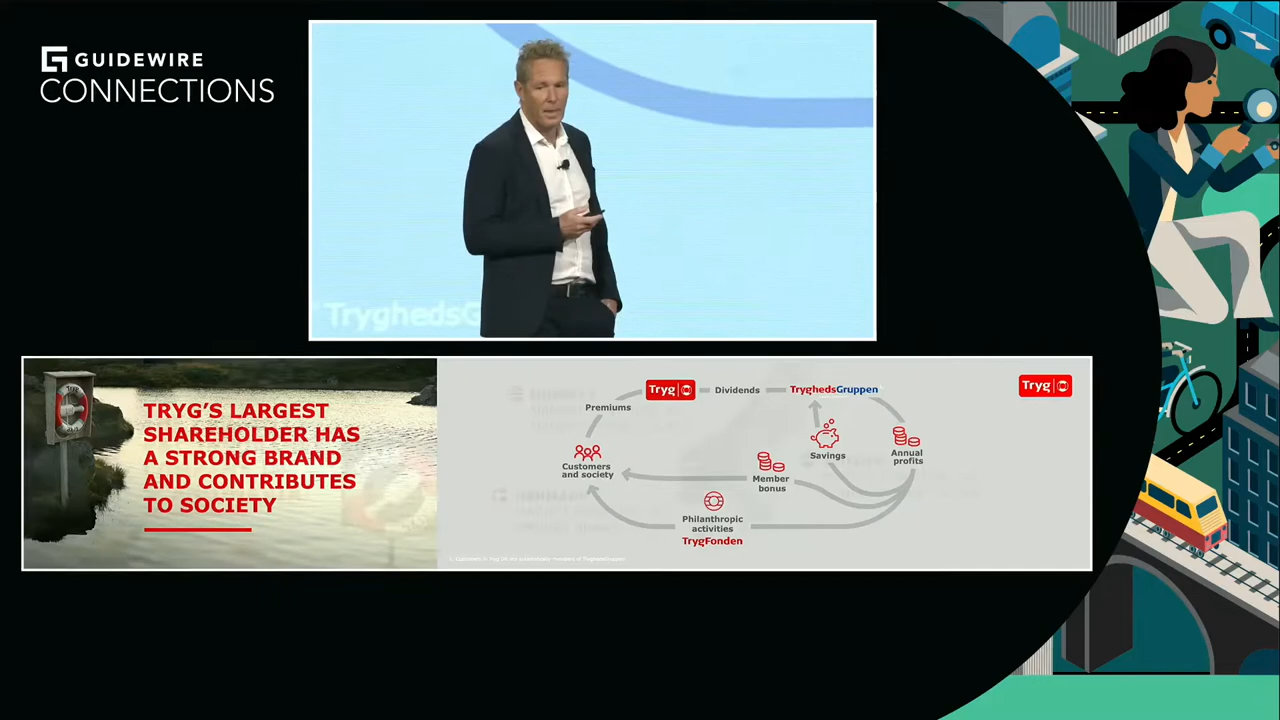 GUIDEWIRE
CONNECTIONS
TryghedsG
TRYG'S LARGEST
SHAREHOLDER HAS
A STRONG BRAND
AND CONTRIBUTES
TO SOCIETY
Tryg
Dividends
TryghedsGruppen
Tryg
Premiums
Customers
and society
Savings
Annual
profits
Member
bonus
Philanthropic
activities
TrygFonden